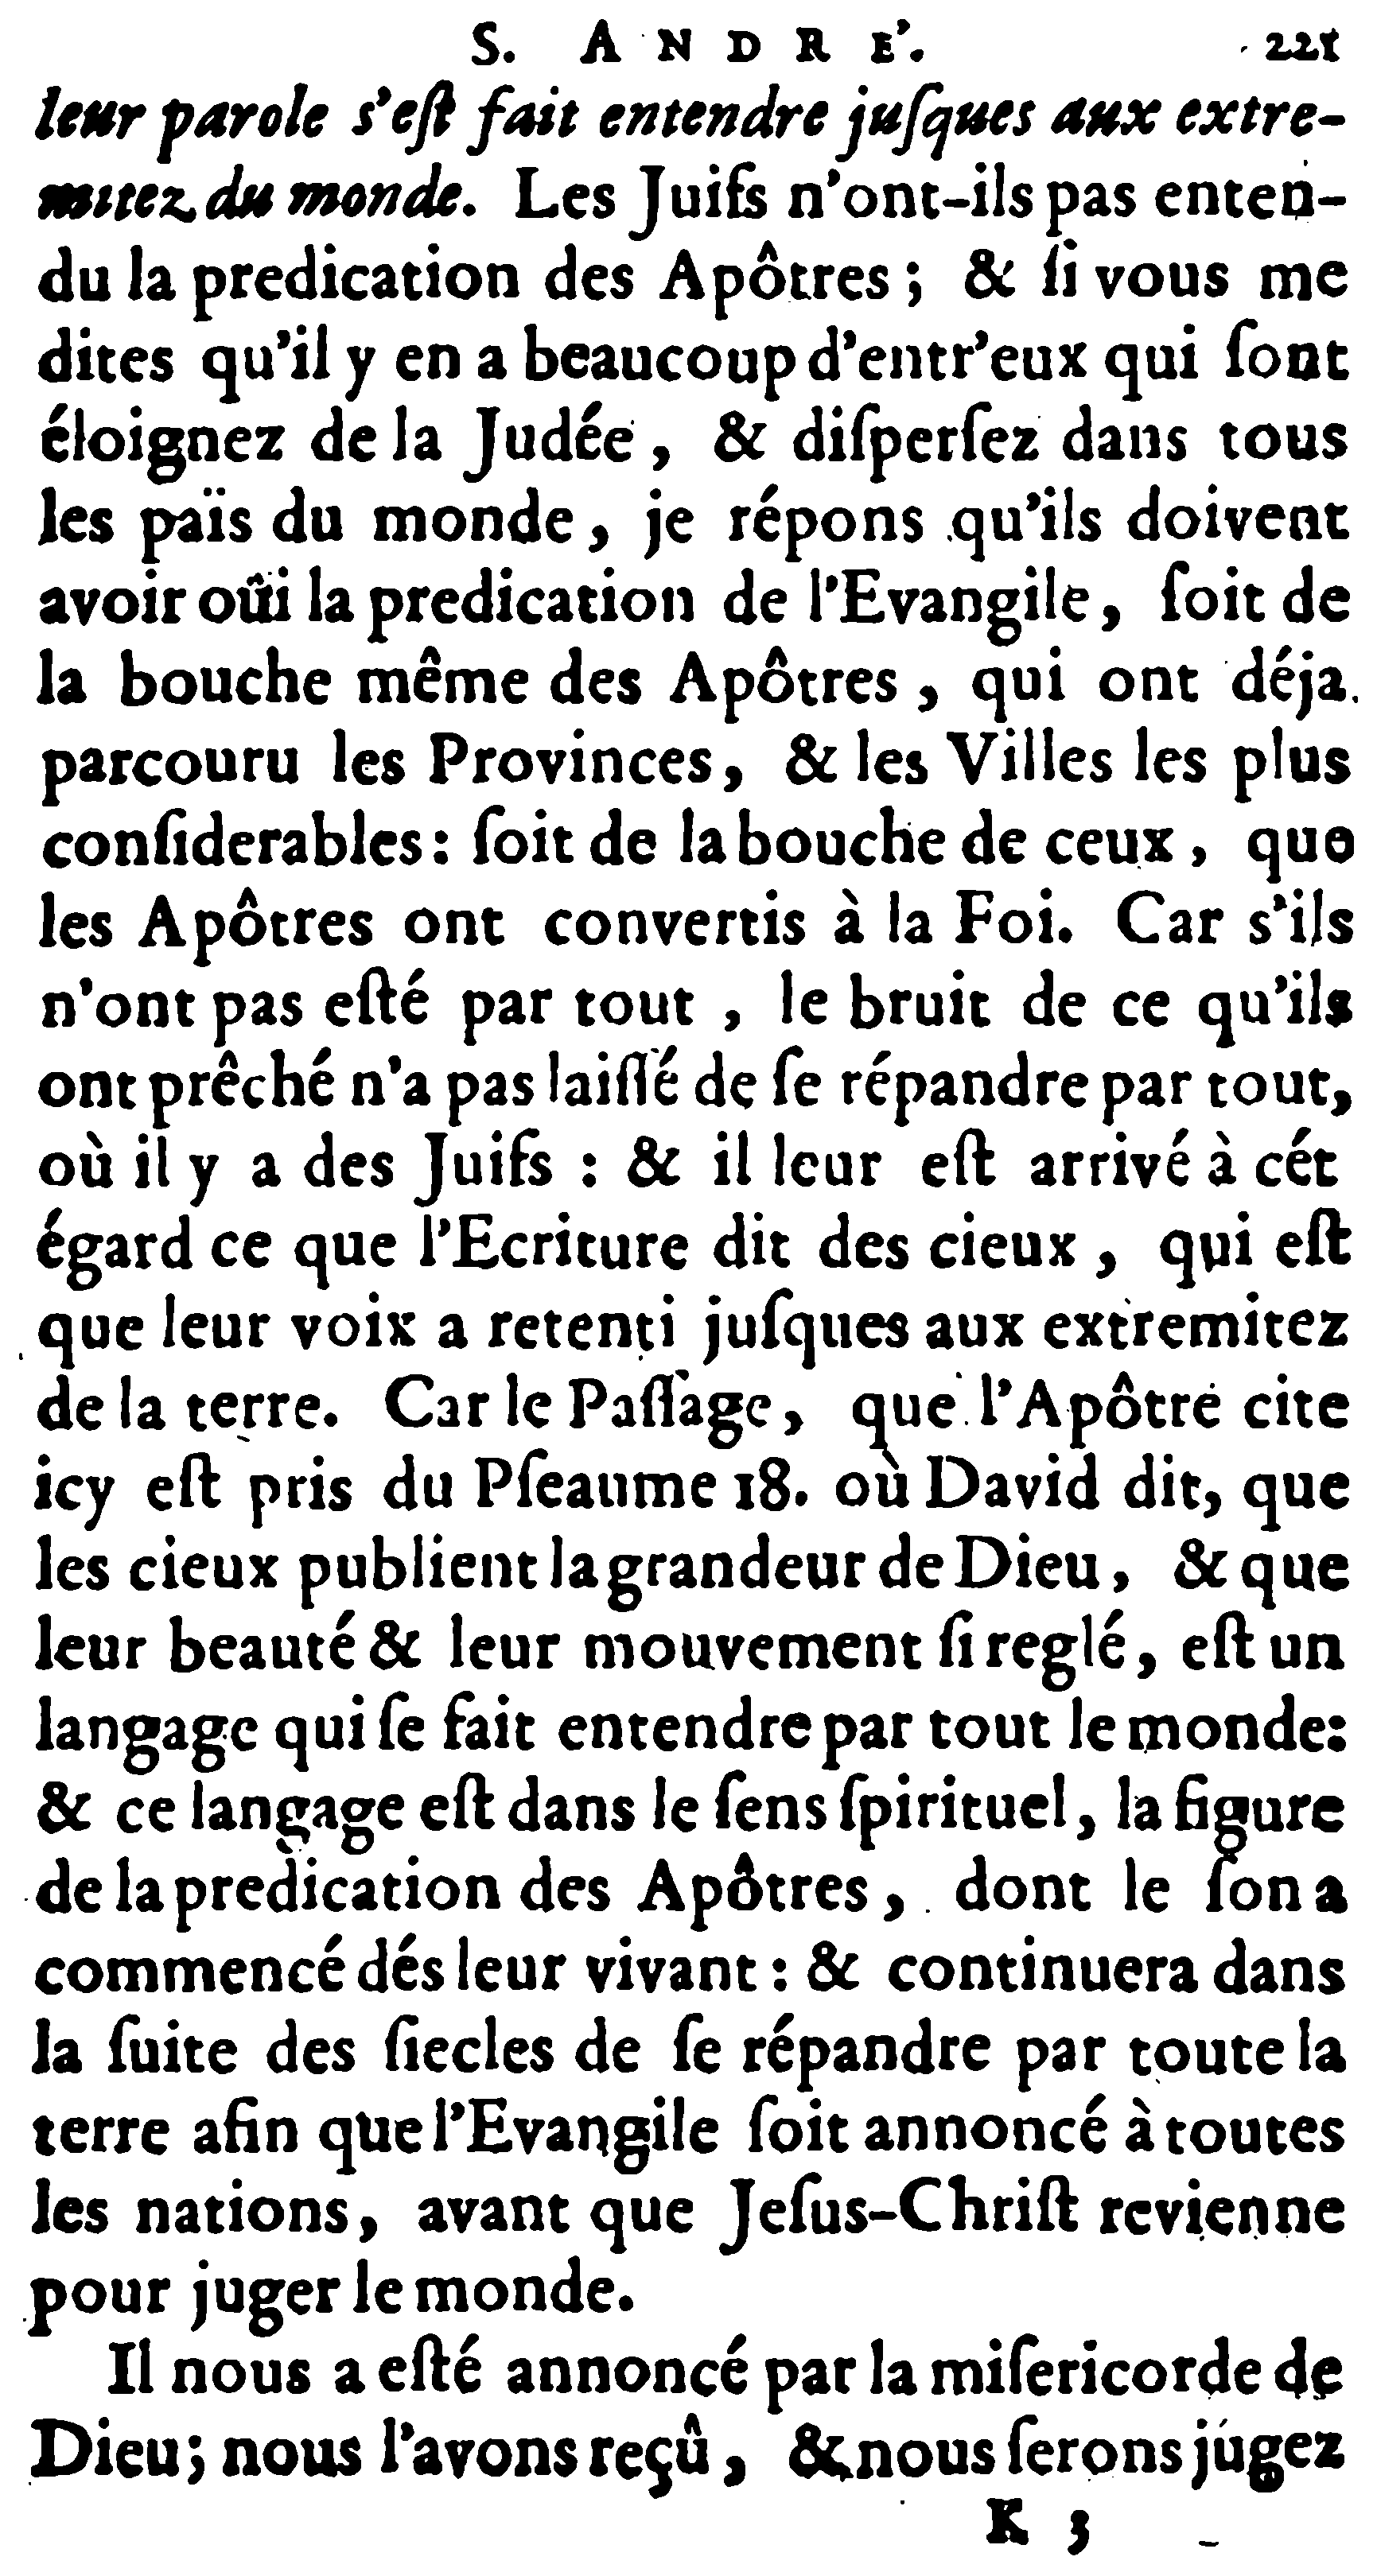 S. ANDRE'. 221
leur parole s'eſt fait entendre juſques aux extre-
mitez du monde. Les Juifs n'ont-ils pas enten-
du la predication des Apôtres ; & ſi vous me
dites qu'il y en a beaucoup d'entr'eux qui ſont
éloignez de la Judée , & diſperſez dans tous
les païs du monde , je répons qu'ils doivent
avoir oûi la predication de l'Evangile, ſoit de
la bouche même des Apôtres , qui ont déja
parcouru les Provinces, & les Villes les plus
conſiderables : ſoit de la bouche de ceux , que
les Apôtres ont convertis à la Foi. Car s'ils
n'ont pas eſté par tout , le bruit de ce qu'ils
ont prêché n'a pas laiſſé de ſe répandre par tout,
où il y a des Juifs : & il leur eſt arrivé à cét
égard ce que l'Ecriture dit des cieux , qui eſt
que leur voix a retenti juſques aux extremitez
de la terre. Car le Paſſage, que l'Apôtre cite
icy eſt pris du Pſeaume 18. où David dit, que
les cieux publient la grandeur de Dieu, & que
leur beauté & leur mouvement ſi reglé, eſt un
langage qui ſe fait entendre par tout le monde:
& ce langage eſt dans le ſens ſpirituel, la figure
de la predication des Apôtres, dont le ſon a
commencé dés leur vivant : & continuera dans
la ſuite des ſiecles de ſe répandre par toute la
terre afin que l'Evangile ſoit annoncé à toutes
les nations, avant que Jeſus-Chriſt revienne
pour juger le monde.
Il nous a eſté annoncé par la miſericorde de
Dieu; nous l'avons reçû, & nous ſerons jugez
K 3